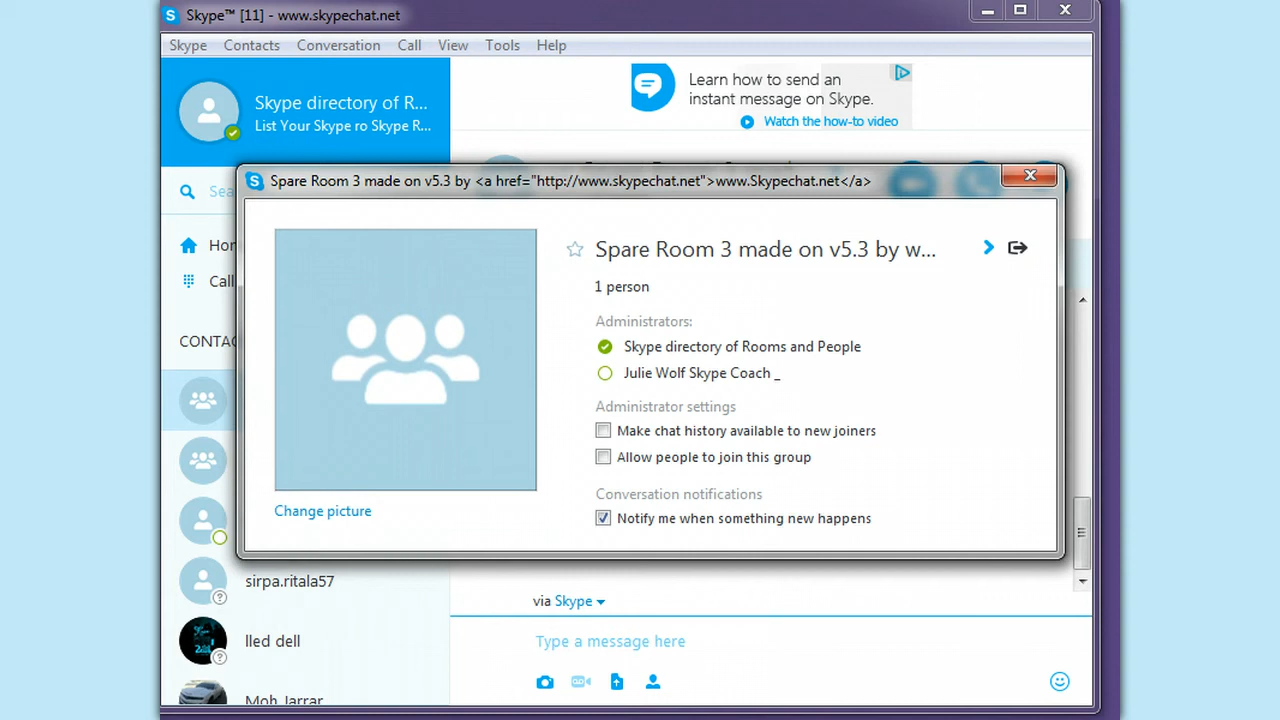 Skype™ [11] - www.skypechat.net
Skype Contacts Conversation Call View Tools Help
Skype directory of R...
List Your Skype ro Skype R...
Learn how to send an
instant message on Skype.
Watch the how-to video
Sea
Hor
Call
CONTAC
Spare Room 3 made on v5.3 by <a href="http://www.skypechat.net">www.Skypechat.net</a>
Spare Room 3 made on v5.3 by w...
1 person
Administrators:
Skype directory of Rooms and People
Julie Wolf Skype Coach _
Administrator settings
Make chat history available to new joiners
Allow people to join this group
Conversation notifications
Notify me when something new happens
Change picture
sirpa.ritala57
lled dell
Moh Jarrar
via Skype
Type a message here